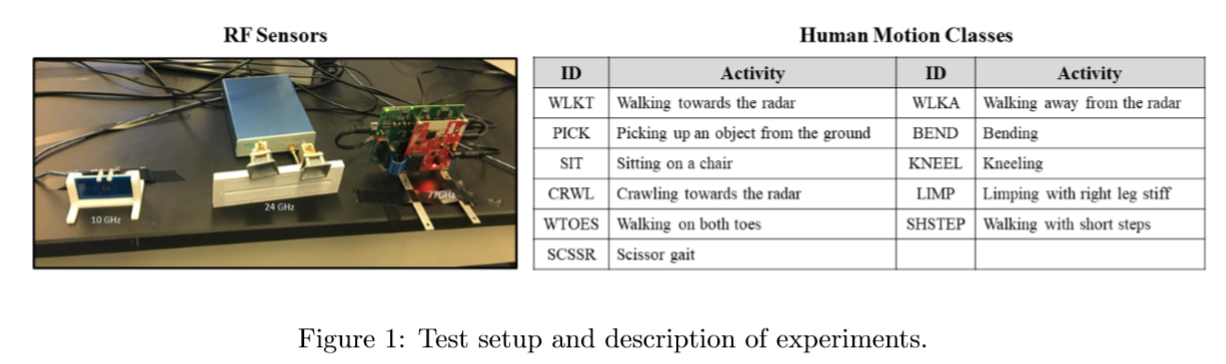 RF Sensors
Human Motion Classes
10 GHz
24 GHz
77GHz
ID Activity ID Activity
WLKT Walking towards the radar WLKA Walking away from the radar
PICK Picking up an object from the ground BEND Bending
SIT Sitting on a chair KNEEL Kneeling
CRWL Crawling towards the radar LIMP Limping with right leg stiff
WTOES Walking on both toes SHSTEP Walking with short steps
SCSSR Scissor gait
Figure 1: Test setup and description of experiments.